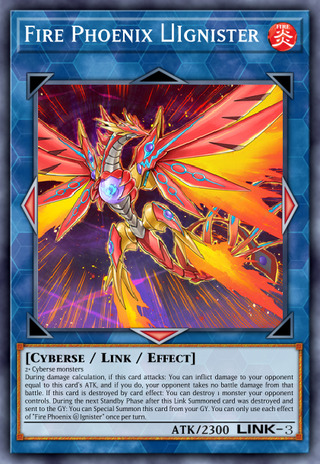 Fire Phoenix □Ignister
FIRE
炎
[Cyberse / Link / Effect]
2+ Cyberse monsters
During damage calculation, if this card attacks: You can inflict damage to your opponent
equal to this card's ATK, and if you do, your opponent takes no battle damage from that
battle. If this card is destroyed by card effect: You can destroy 1 monster your opponent
controls. During the next Standby Phase after this Link Summoned card was destroyed and
sent to the GY: You can Special Summon this card from your GY. You can only use each effect
of "Fire Phoenix @Ignister" once per turn.
ATK/2300 LINK-3